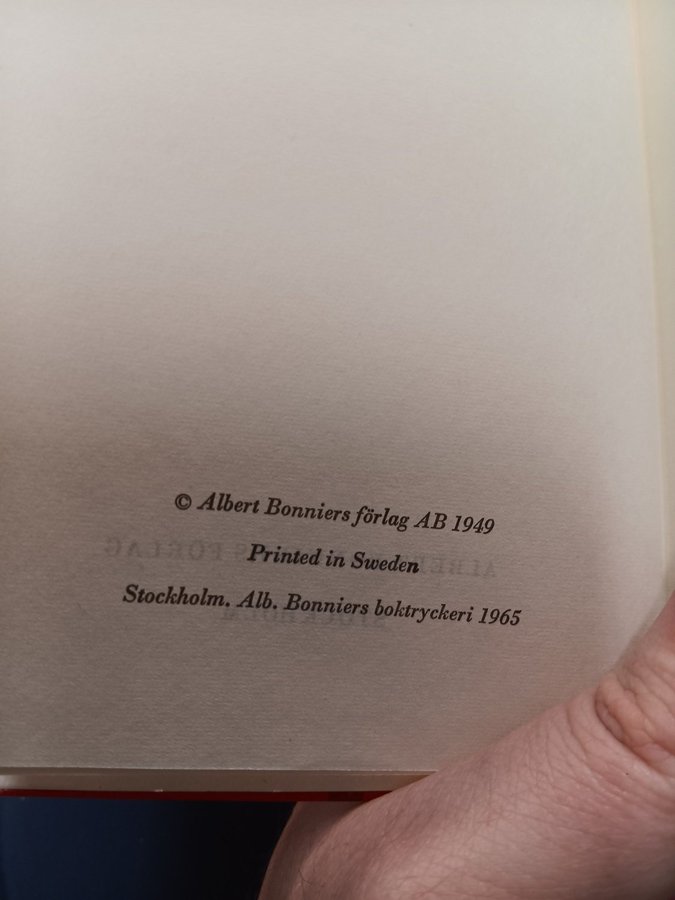 © Albert Bonniers förlag AB 1949
Printed in Sweden
Stockholm. Alb. Bonniers boktryckeri 1965